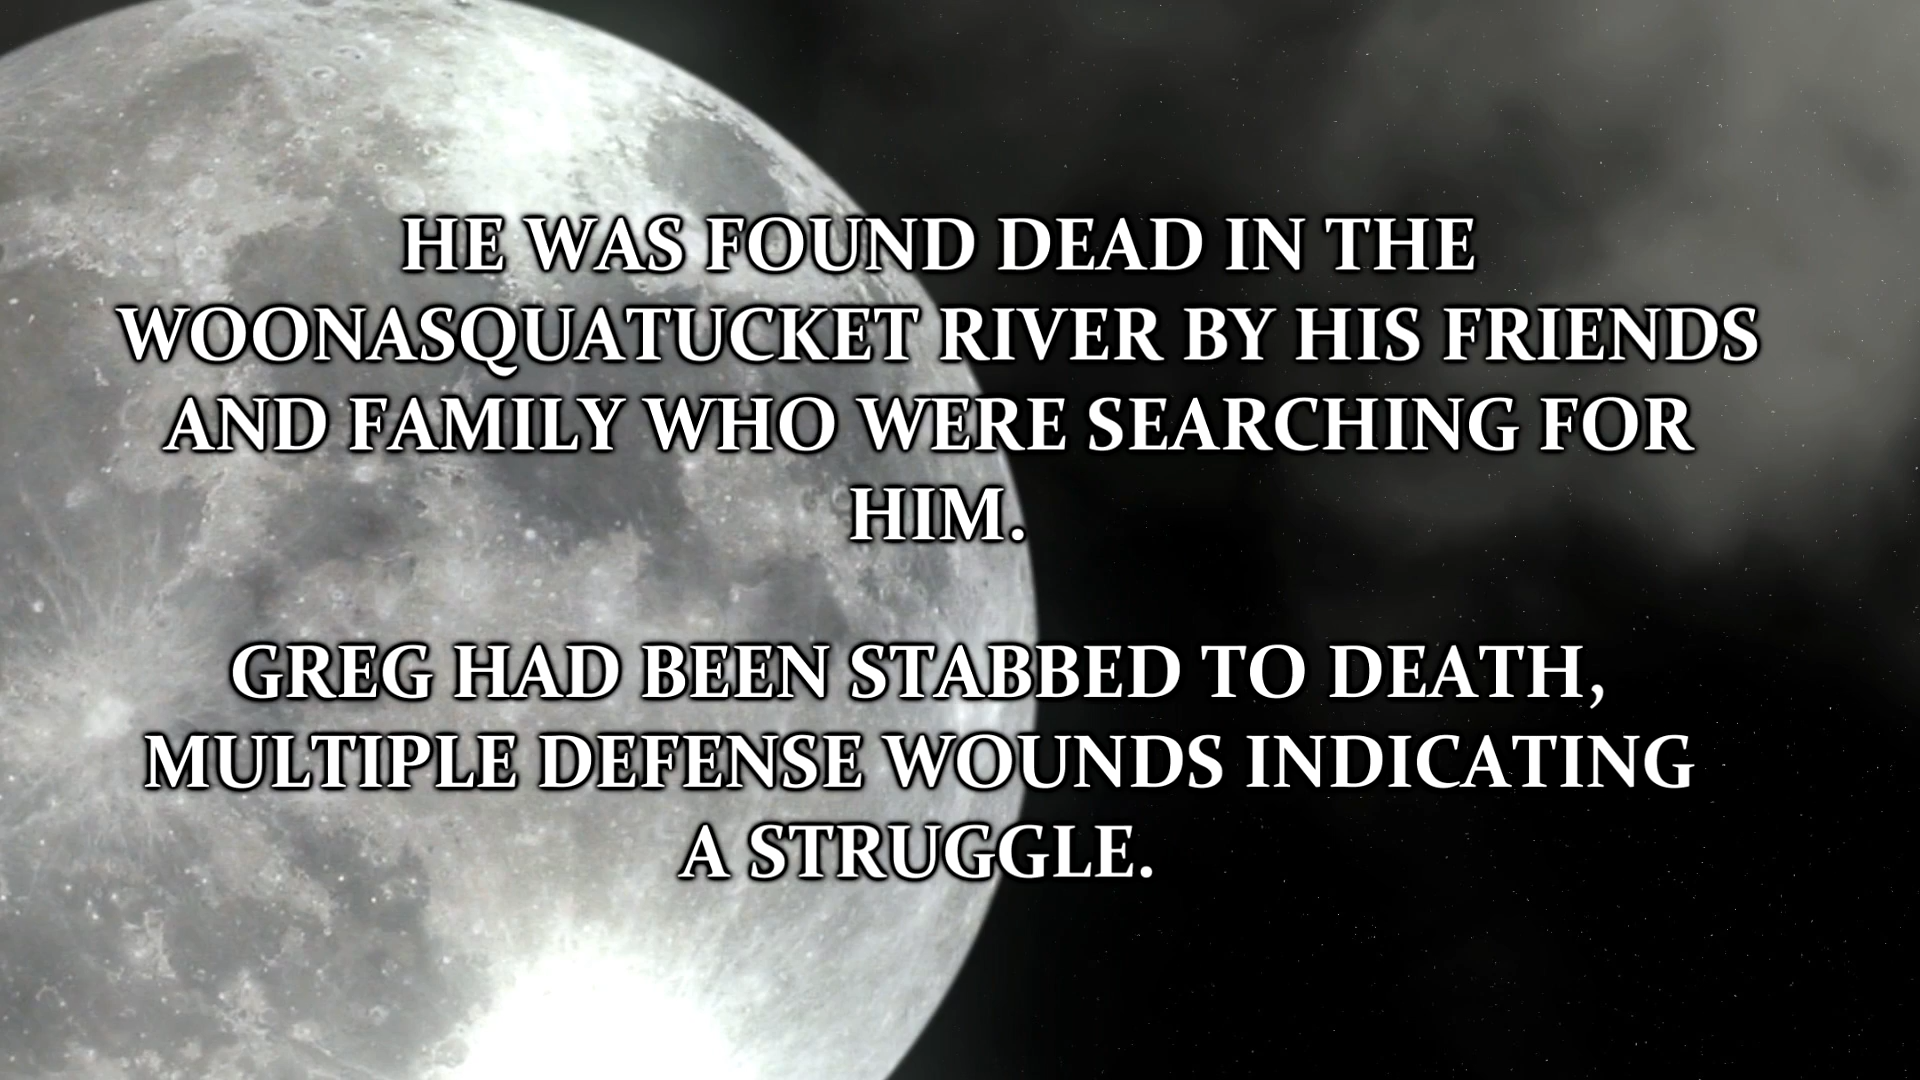 HE WAS FOUND DEAD IN THE
WOONASQUATUCKET RIVER BY HIS FRIENDS
AND FAMILY WHO WERE SEARCHING FOR
HIM.
GREG HAD BEEN STABBED TO DEATH,
MULTIPLE DEFENSE WOUNDS INDICATING
A STRUGGLE.